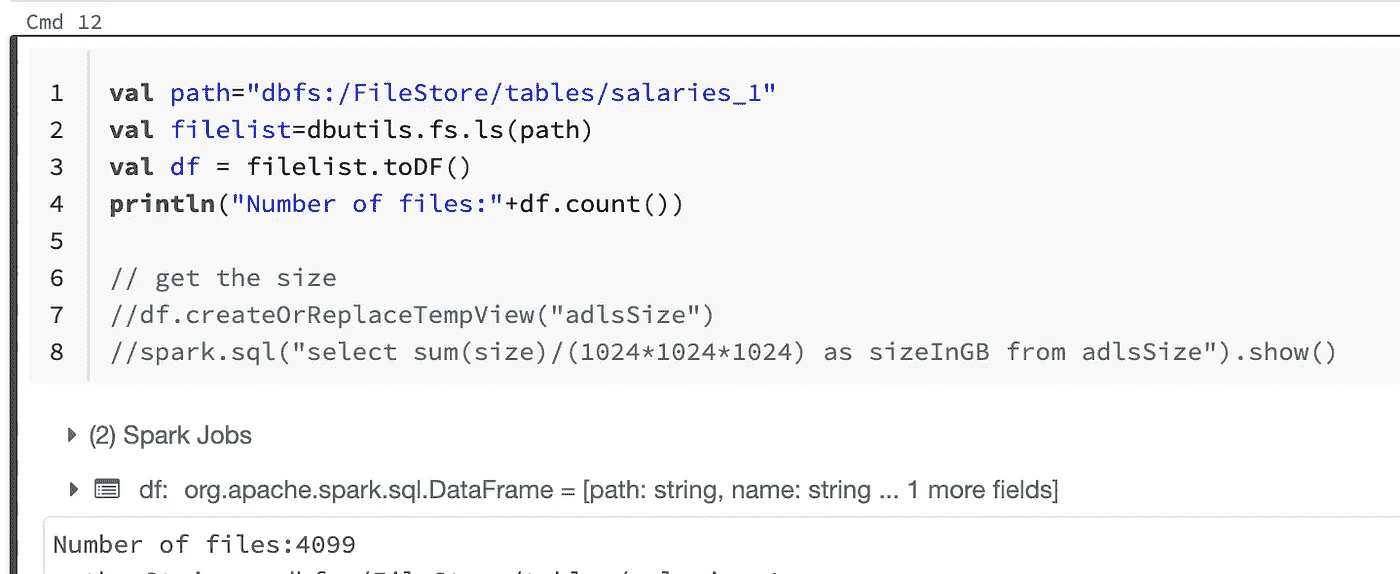 Cmd 12
1 val path="dbfs:/FileStore/tables/salaries_1"
2 val filelist=dbutils.fs.ls(path)
3 val df = filelist.toDF()
4 println("Number of files:"+df.count())
5
6 // get the size
7 //df.createOrReplaceTempView("adlsSize")
8 //spark.sql("select sum(size)/(1024*1024*1024) as sizeInGB from adlsSize").show()
(2) Spark Jobs
df: org.apache.spark.sql.DataFrame = [path: string, name: string ... 1 more fields]
Number of files:4099